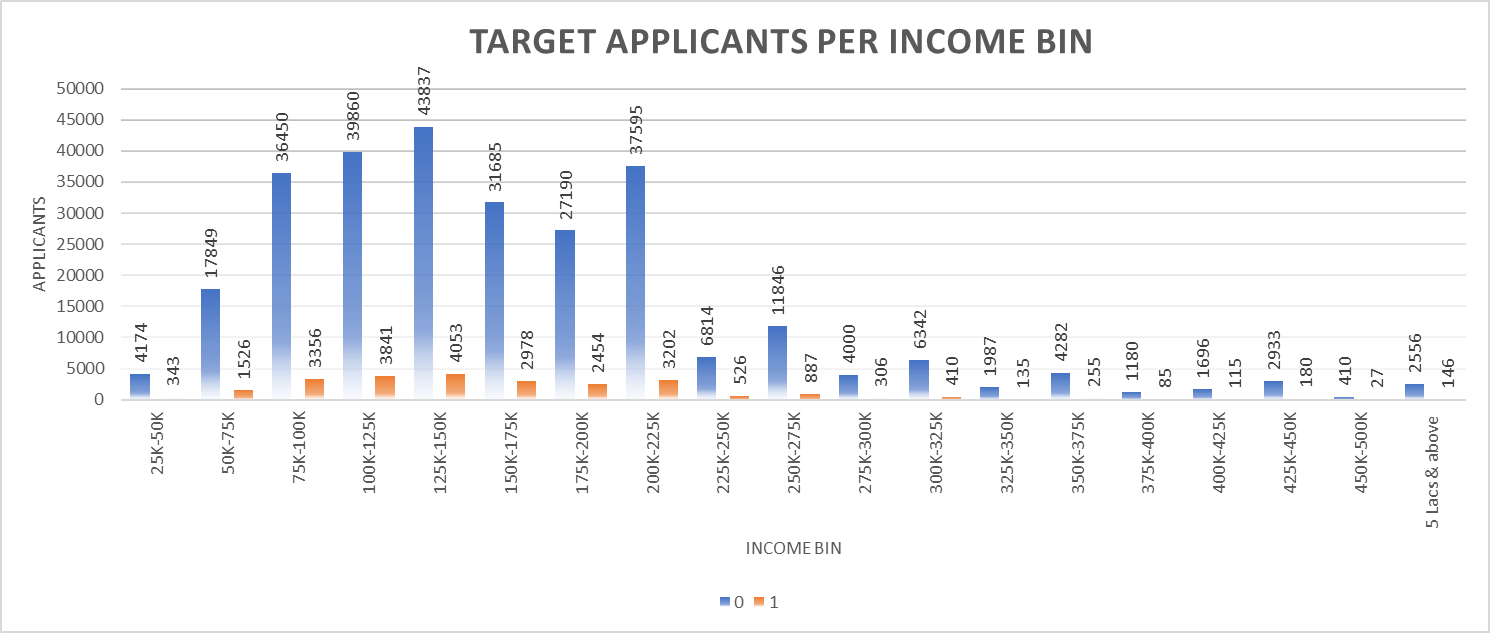 TARGET APPLICANTS PER INCOME BIN
APPLICANTS
50000
45000
40000
35000
30000
25000
20000
15000
10000
5000
0
4174
343
17849
1526
36450
3356
39860
3841
43837
4053
31685
2978
27190
2454
37595
3202
6814
526
11846
887
4000
306
6342
410
1987
135
4282
255
1180
85
1696
115
2933
180
410
27
2556
146
25K-50K
50K-75K
75K-100K
100K-125K
125K-150K
150K-175K
175K-200K
200K-225K
225K-250K
250K-275K
275K-300K
300K-325K
325K-350K
350K-375K
375K-400K
400K-425K
425K-450K
450K-500K
5 Lacs & above
INCOME BIN
0 1